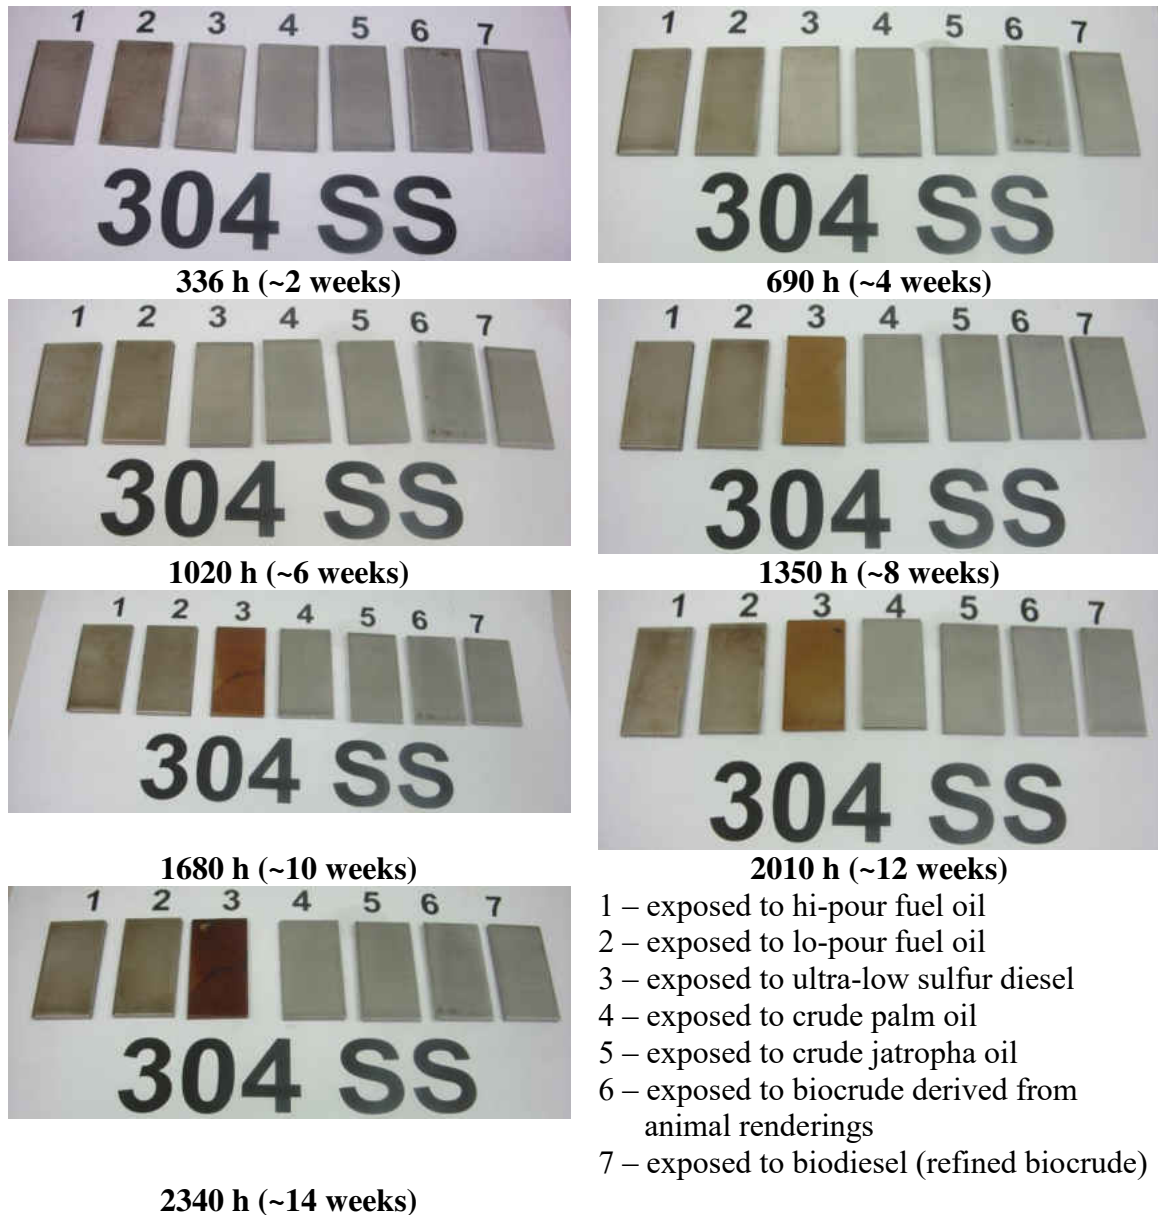 1 2 3 4 5 6 7
304 SS
336 h (~2 weeks)
1 2 3 4 5 6 7
304 SS
690 h (~4 weeks)
1 2 3 4 5 6 7
304 SS
1020 h (~6 weeks)
1 2 3 4 5 6 7
304 SS
1350 h (~8 weeks)
1 2 3 4 5 6 7
304 SS
1680 h (~10 weeks)
1 2 3 4 5 6 7
304 SS
2010 h (~12 weeks)
1 2 3 4 5 6 7
304 SS
2340 h (~14 weeks)
1 – exposed to hi-pour fuel oil
2 – exposed to lo-pour fuel oil
3 – exposed to ultra-low sulfur diesel
4 – exposed to crude palm oil
5 – exposed to crude jatropha oil
6 – exposed to biocrude derived from
animal renderings
7 – exposed to biodiesel (refined biocrude)